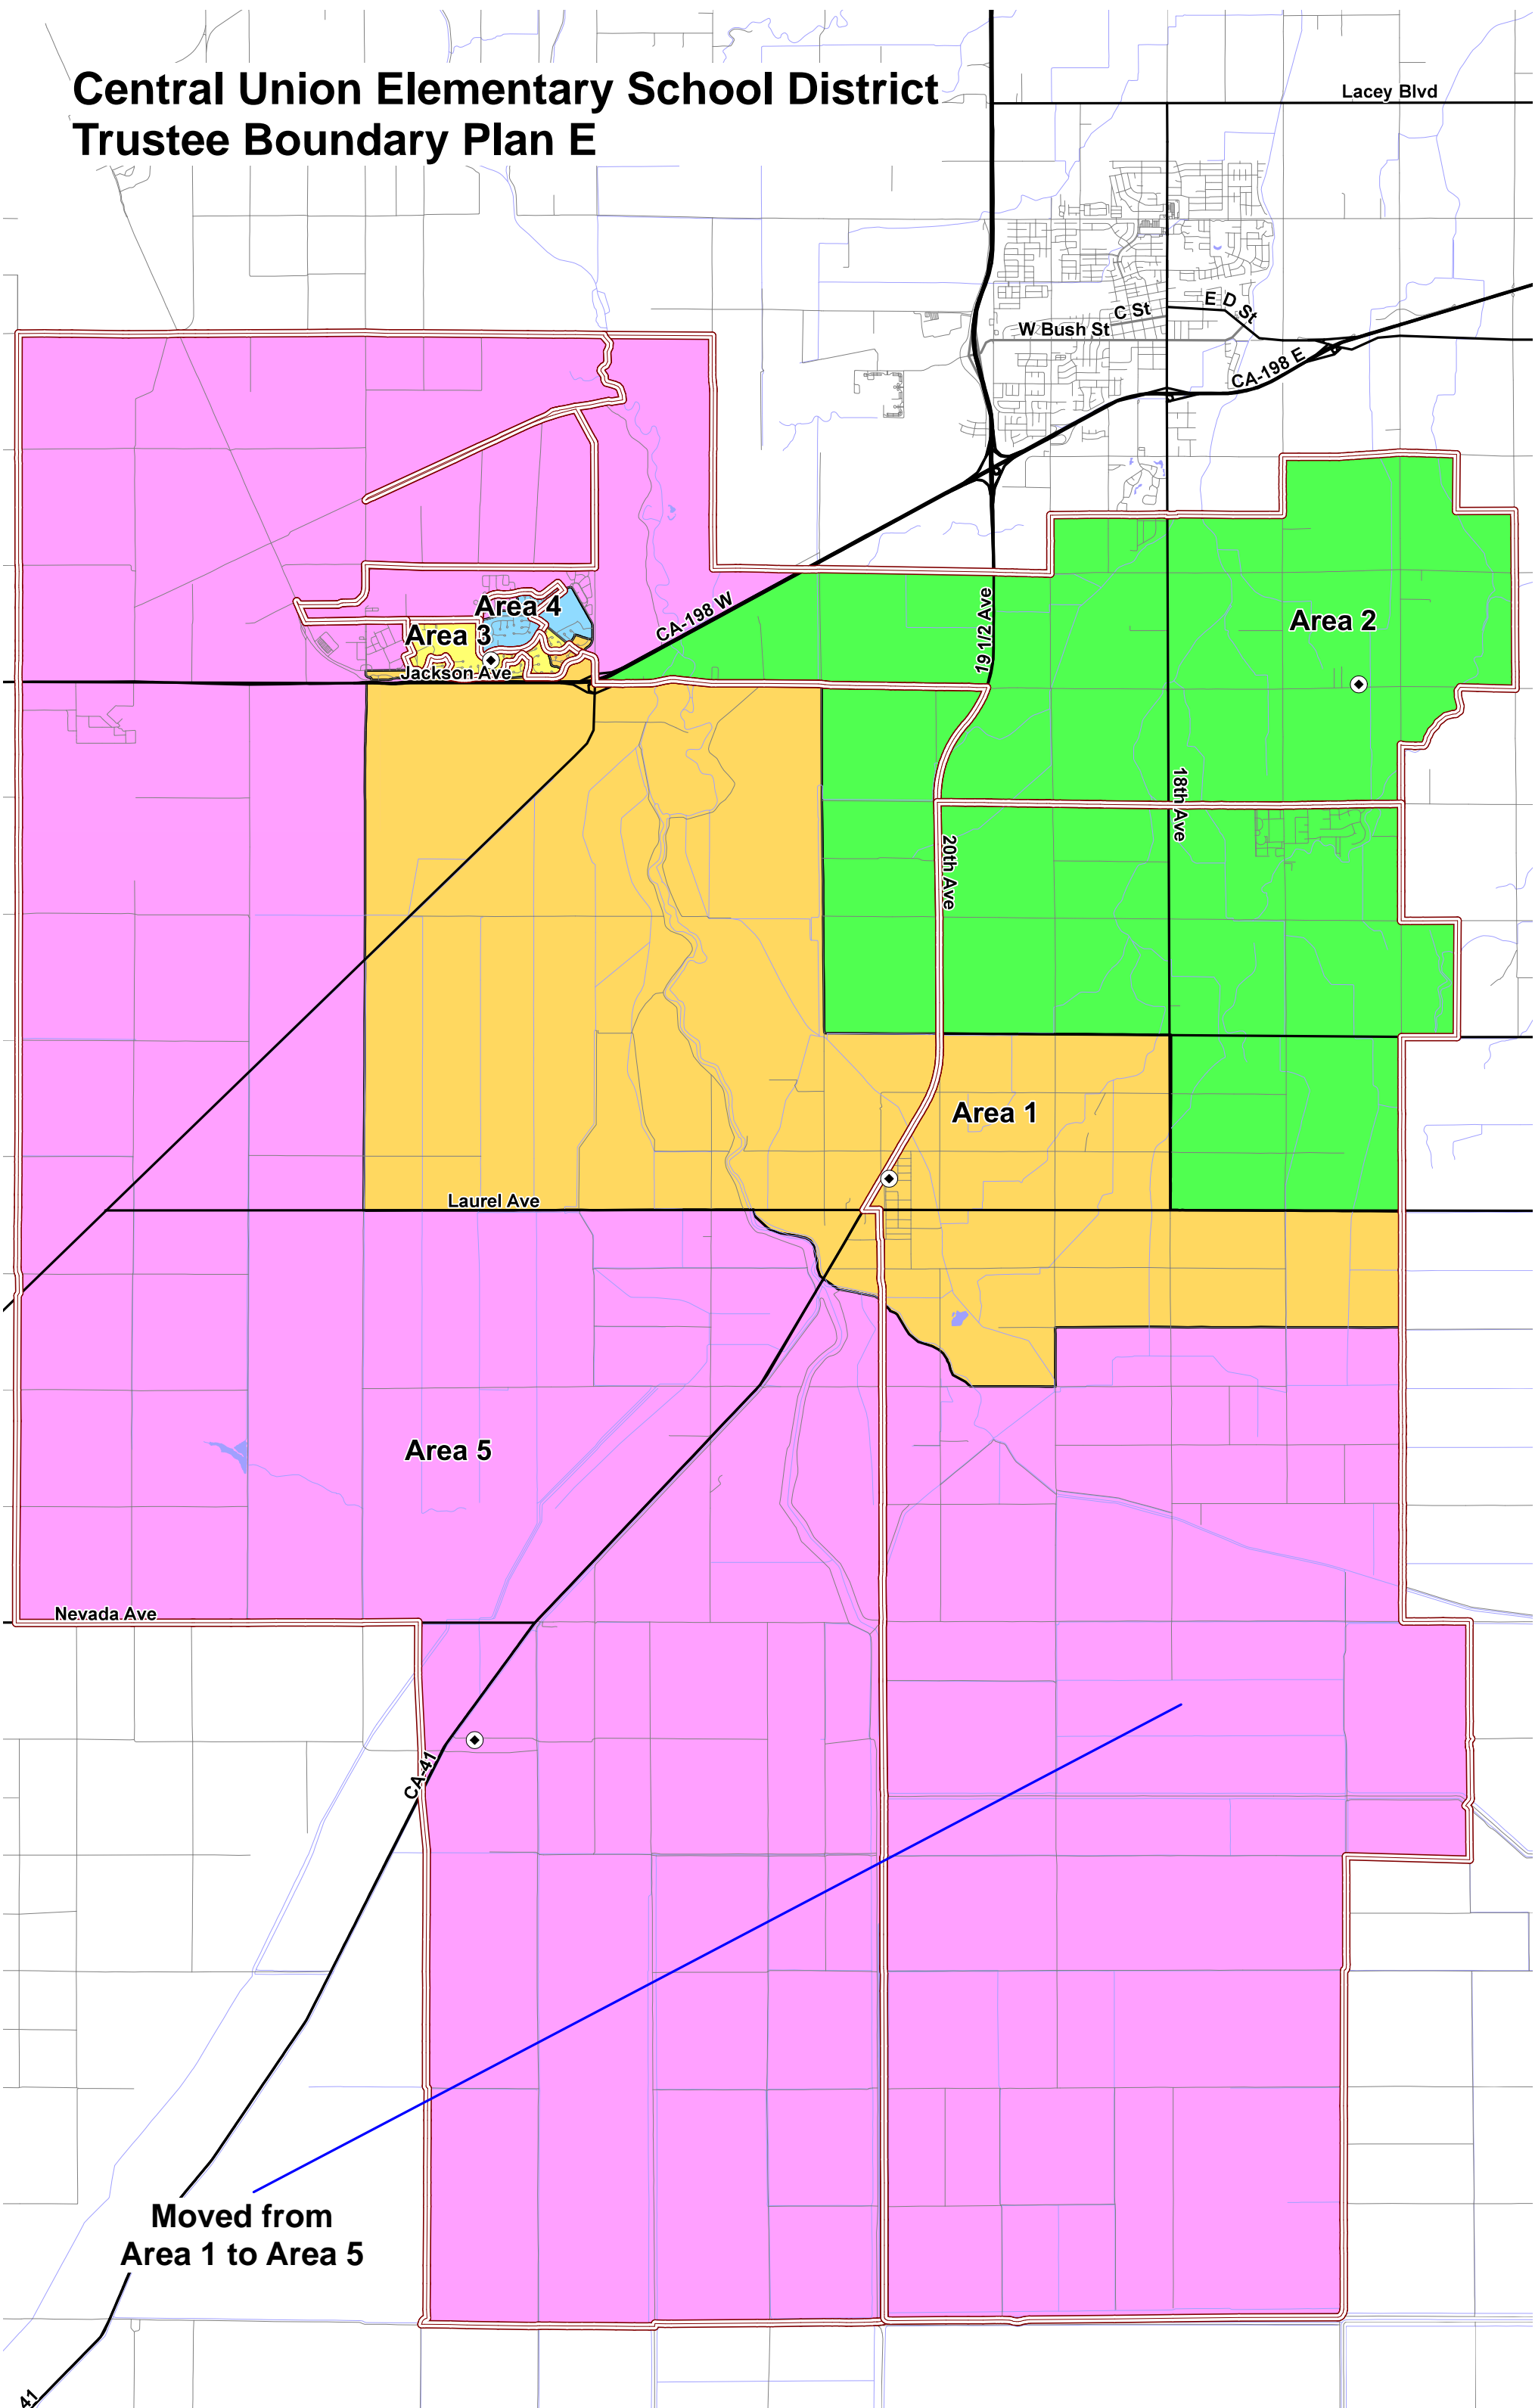 Central Union Elementary School District
Trustee Boundary Plan E
Lacey Blvd
E D St
C St
W Bush St
CA-198 E
CA-198 W
19 1/2 Ave
Area 4
Area 3
Area 2
Jackson Ave
18th Ave
20th Ave
Area 1
Laurel Ave
Area 5
Nevada Ave
CA-41
Moved from
Area 1 to Area 5
41